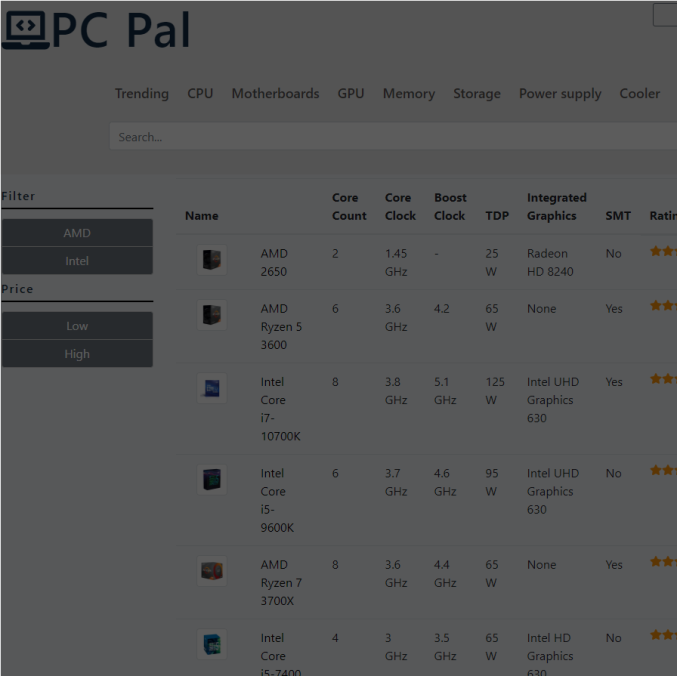 PC Pal
Trending CPU Motherboards GPU Memory Storage Power supply Cooler
Search...
Filter
AMD
Intel
Price
Low
High
Name Core Count Core Clock Boost Clock TDP Integrated Graphics SMT
AMD 2650 2 1.45 GHz - 25 W Radeon HD 8240 No
AMD Ryzen 5 3600 6 3.6 GHz 4.2 65 W None Yes
Intel Core i7-10700K 8 3.8 GHz 5.1 GHz 125 W Intel UHD Graphics 630 Yes
Intel Core i5-9600K 6 3.7 GHz 4.6 GHz 95 W Intel UHD Graphics 630 No
AMD Ryzen 7 3700X 8 3.6 GHz 4.4 GHz 65 W None Yes
Intel Core i5-7400 4 3 GHz 3.5 GHz 65 W Intel HD Graphics 630 No